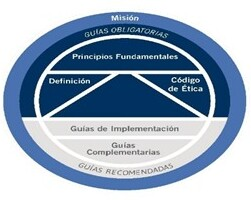 Misión
GUÍAS OBLIGATORIAS
Principios Fundamentales
Definición
Código
de Ética
Guías de Implementación
Guías
Complementarias
GUÍAS RECOMENDADAS